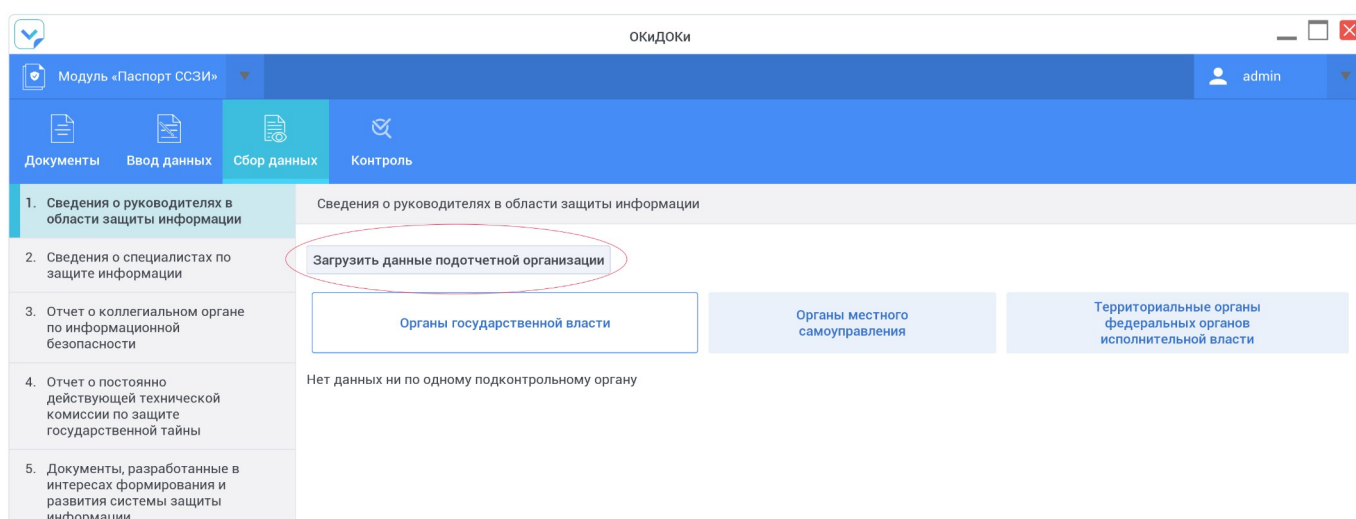 ОКиДОКи
Модуль «Паспорт ССЗИ»
admin
Документы
Ввод данных
Сбор данных
Контроль
1. Сведения о руководителях в
области защиты информации
2. Сведения о специалистах по
защите информации
3. Отчет о коллегиальном органе
по информационной
безопасности
4. Отчет о постоянно
действующей технической
комиссии по защите
государственной тайны
5. Документы, разработанные в
интересах формирования и
развития системы защиты
информации
Сведения о руководителях в области защиты информации
Загрузить данные подотчетной организации
Органы государственной власти
Органы местного
самоуправления
Территориальные органы
федеральных органов
исполнительной власти
Нет данных ни по одному подконтрольному органу